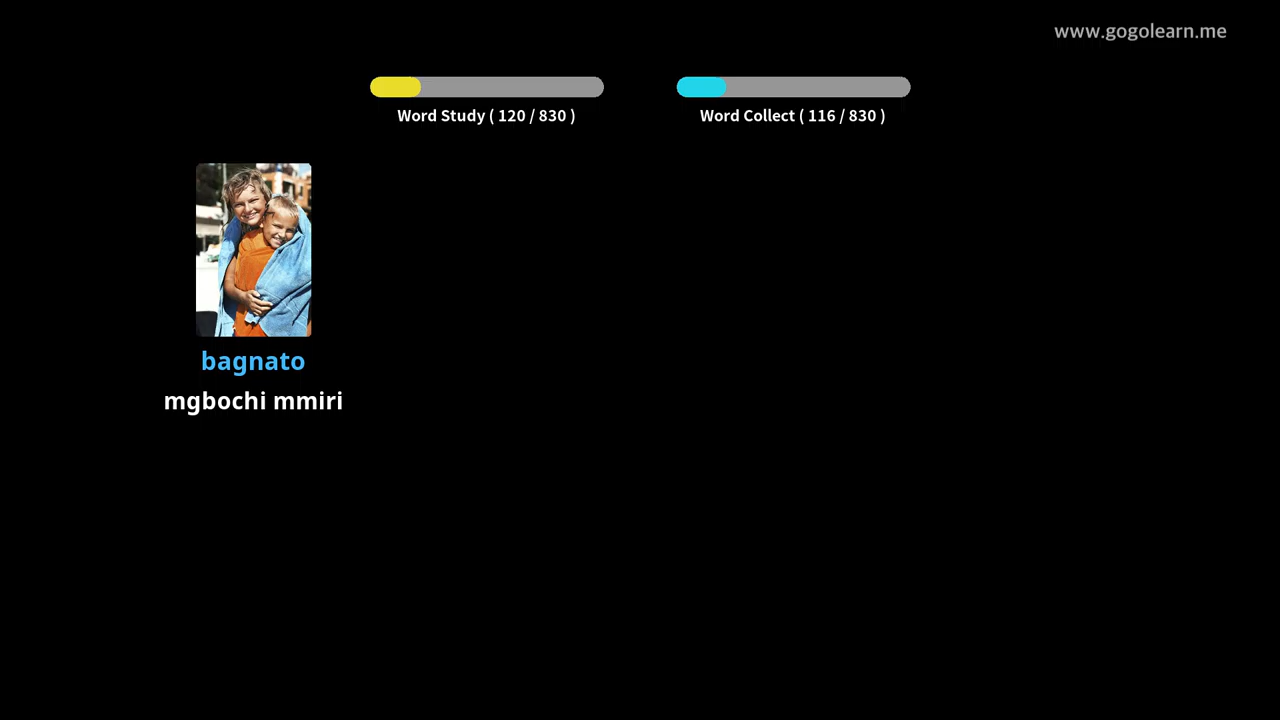 www.gogolearn.me
Word Study ( 120 / 830 )
Word Collect ( 116 / 830 )
bagnato
mgbochi mmiri